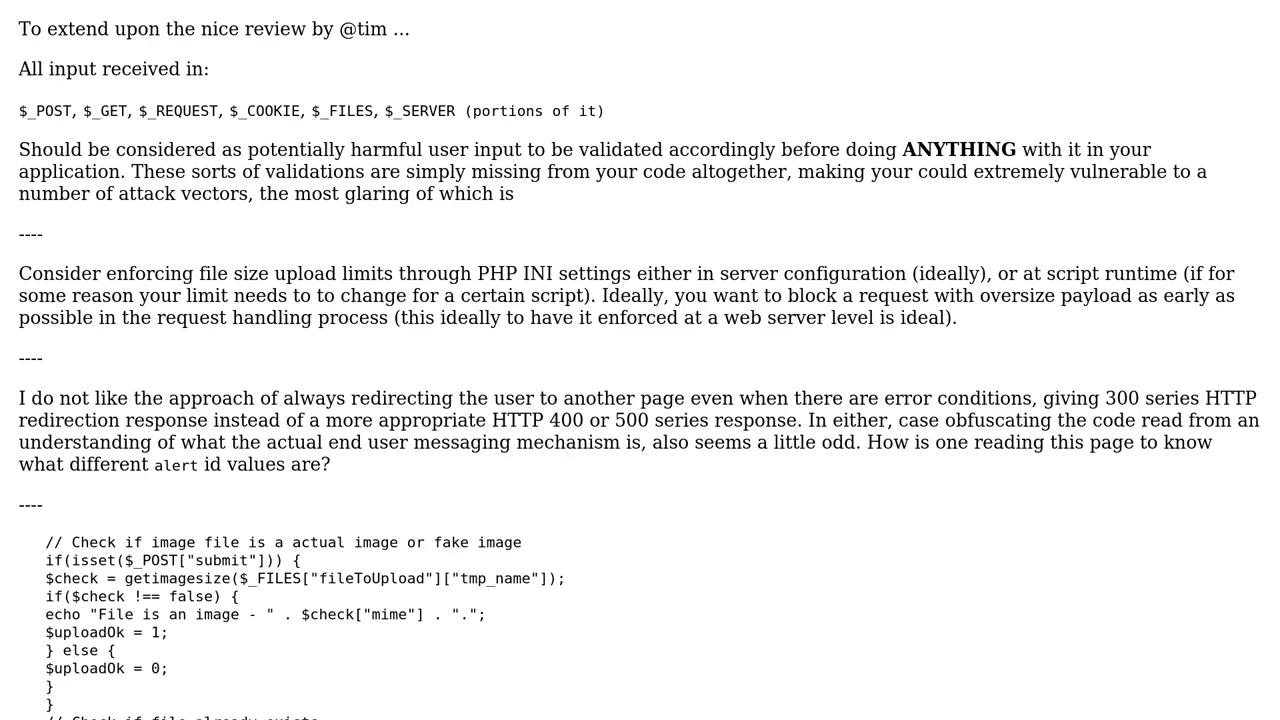 To extend upon the nice review by @tim ...
All input received in:
$_POST, $_GET, $_REQUEST, $_COOKIE, $_FILES, $_SERVER (portions of it)
Should be considered as potentially harmful user input to be validated accordingly before doing ANYTHING with it in your
application. These sorts of validations are simply missing from your code altogether, making your could extremely vulnerable to a
number of attack vectors, the most glaring of which is
----
Consider enforcing file size upload limits through PHP INI settings either in server configuration (ideally), or at script runtime (if for
some reason your limit needs to to change for a certain script). Ideally, you want to block a request with oversize payload as early as
possible in the request handling process (this ideally to have it enforced at a web server level is ideal).
----
I do not like the approach of always redirecting the user to another page even when there are error conditions, giving 300 series HTTP
redirection response instead of a more appropriate HTTP 400 or 500 series response. In either, case obfuscating the code read from an
understanding of what the actual end user messaging mechanism is, also seems a little odd. How is one reading this page to know
what different alert id values are?
----
// Check if image file is a actual image or fake image
if(isset($_POST["submit"])) {
$check = getimagesize($_FILES["fileToUpload"]["tmp_name"]);
if($check !== false) {
echo "File is an image - " . $check["mime"] . ".";
$uploadOk = 1;
} else {
$uploadOk = 0;
}
}
// Check if file already exists